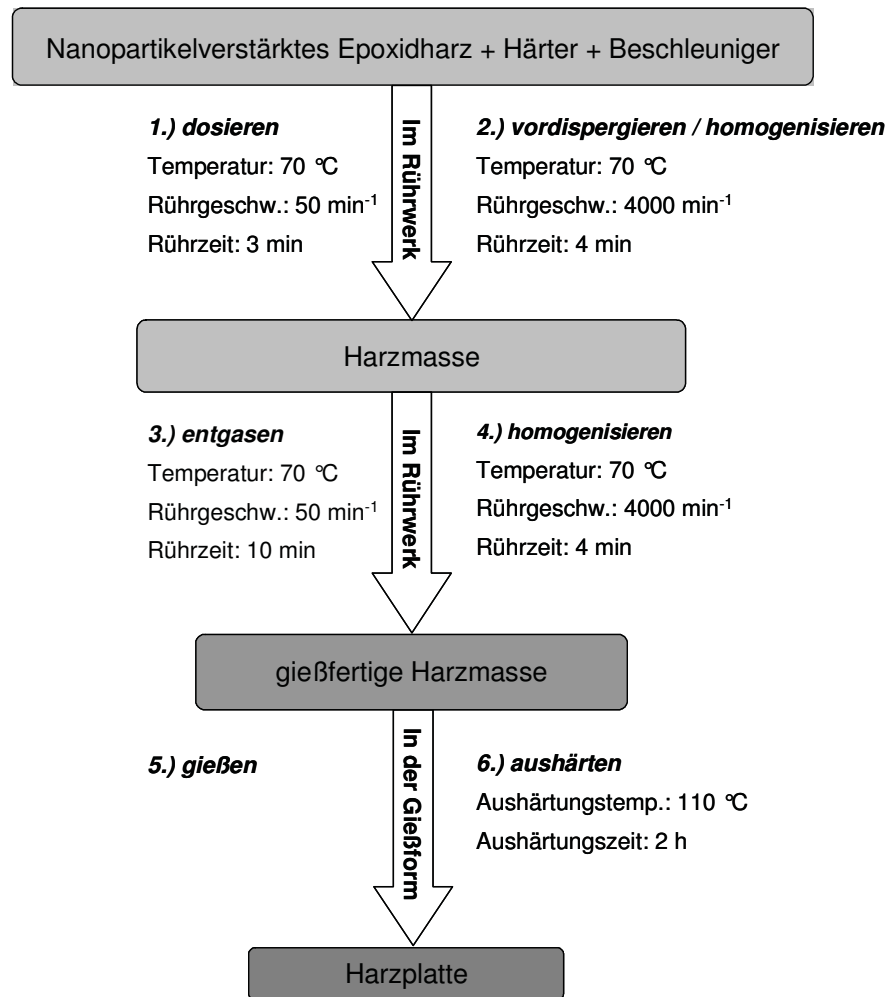 Nanopartikelverstärktes Epoxidharz + Härter + Beschleuniger
1.) dosieren
Temperatur: 70 °C
Rührgeschw.: 50 min⁻¹
Rührzeit: 3 min
Im Rührwerk
2.) vordispergieren / homogenisieren
Temperatur: 70 °C
Rührgeschw.: 4000 min⁻¹
Rührzeit: 4 min
Harzmasse
3.) entgasen
Temperatur: 70 °C
Rührgeschw.: 50 min⁻¹
Rührzeit: 10 min
Im Rührwerk
4.) homogenisieren
Temperatur: 70 °C
Rührgeschw.: 4000 min⁻¹
Rührzeit: 4 min
gießfertige Harzmasse
5.) gießen
In der Gießform
6.) aushärten
Aushärtungstemp.: 110 °C
Aushärtungszeit: 2 h
Harzplatte